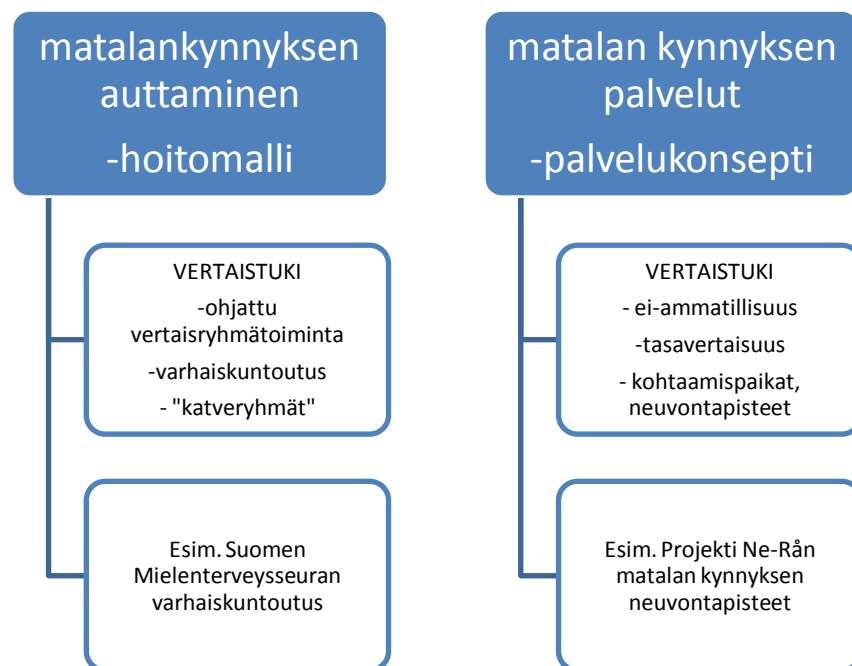 matalankynnyksen
auttaminen
-hoitomalli
VERTAISTUKI
-ohjattu
vertaisryhmätoiminta
-varhaiskuntoutus
- "katveryhmät"
Esim. Suomen
Mielenterveysseuran
varhaiskuntoutus
matalan kynnyksen
palvelut
-palvelukonsepti
VERTAISTUKI
- ei-ammatillisuus
-tasavertaisuus
- kohtaamispaikat,
neuvontapisteet
Esim. Projekti Ne-Rån
matalan kynnyksen
neuvontapisteet